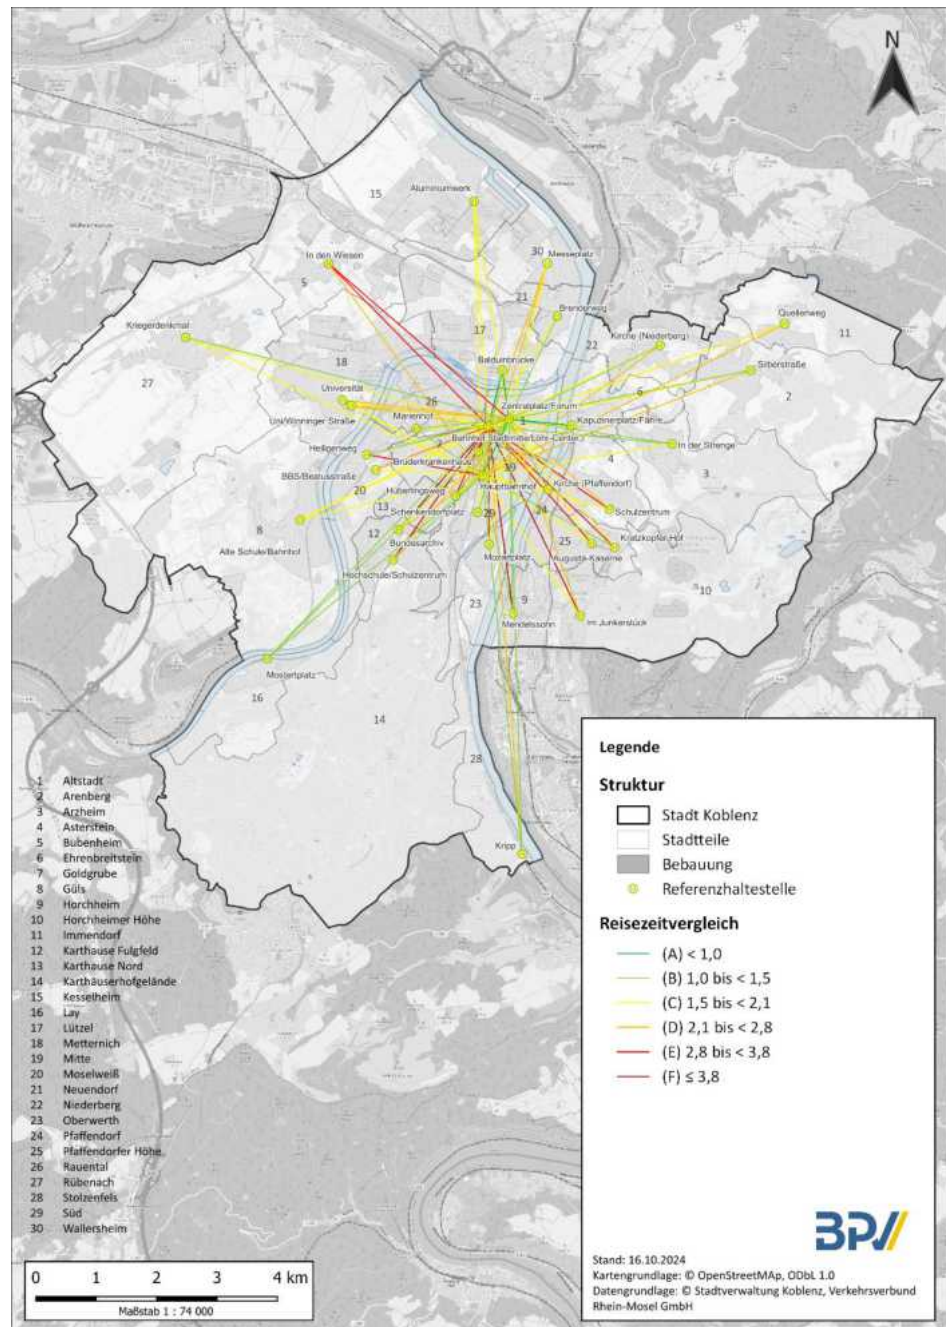 N
15
Aluminiumwerk
In den Wiesen
5
30
Messeplatz
21
Brenderweg
Quellenweg
11
Kriegerdenkmal
17
22
Kirche (Niederberg)
27
18
Balduinbrücke
Silberstraße
6
2
Universität
26
Uni/Winninger Straße
Marienhof
Zentralplatz/Forum
1
Kapuzinerplatz/Fähre
Bahnhof Stadtmitte/Löhr-Center
In der Strenge
Heiligenweg
Brüderkrankenhaus
19
4
3
BBS/Beatusstraße
20
Hauptbahnhof
Kirche (Pfaffendorf)
Hüberlingsweg
13
Schenkendorfplatz
29
24
Schulzentrum
8
12
Alte Schule/Bahnhof
Bundesarchiv
25
Kratzkopfer Hof
Mozartplatz
Augusta-Kaserne
Hochschule/Schulzentrum
10
23
9
Mendelssohn
Im Junkerstück
Mosertplatz
16
14
28
Kripp
1 Altstadt
2 Arenberg
3 Arzheim
4 Asterstein
5 Bubenheim
6 Ehrenbreitstein
7 Goldgrube
8 Güls
9 Horchheim
10 Horchheimer Höhe
11 Immendorf
12 Karthause Fulgfeld
13 Karthause Nord
14 Karthäuserhofgelände
15 Kesselheim
16 Lay
17 Lützel
18 Metternich
19 Mitte
20 Moselweiß
21 Neuendorf
22 Niederberg
23 Oberwerth
24 Pfaffendorf
25 Pfaffendorfer Höhe
26 Rauental
27 Rübenach
28 Stolzenfels
29 Süd
30 Wallersheim
0 1 2 3 4 km
Maßstab 1 : 74 000
Legende
Struktur
Stadt Koblenz
Stadtteile
Bebauung
Referenzhaltestelle
Reisezeitvergleich
(A) < 1,0
(B) 1,0 bis < 1,5
(C) 1,5 bis < 2,1
(D) 2,1 bis < 2,8
(E) 2,8 bis < 3,8
(F) ≤ 3,8
BPV
Stand: 16.10.2024
Kartengrundlage: © OpenStreetMAp, ODbL 1.0
Datengrundlage: © Stadtverwaltung Koblenz, Verkehrsverbund
Rhein-Mosel GmbH